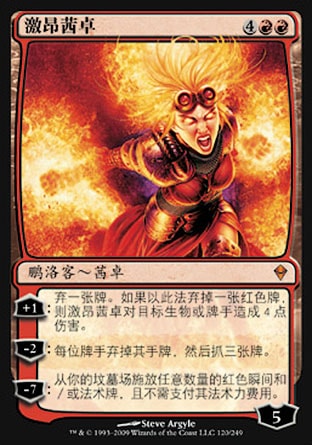 激昂茜卓
4
鹏洛客～茜卓
+1:
弃一张牌。如果以此法弃掉一张红色牌,
则激昂茜卓对目标生物或牌手造成 4 点
伤害。
-2:
每位牌手弃掉其手牌，然后抓三张牌。
-7:
从你的坟墓场施放任意数量的红色瞬间和
/ 或法术牌，且不需支付其法术力费用。
Steve Argyle
™ & © 1993-2009 Wizards of the Coast LLC 120/249
5